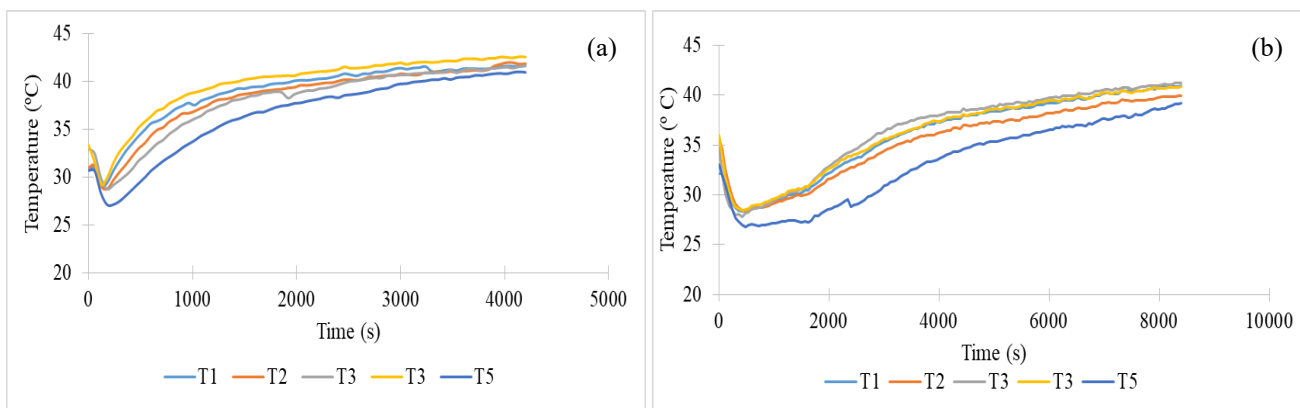 (a)
Temperature (ºC)
45
40
35
30
25
20
0 1000 2000 3000 4000 5000
Time (s)
T1 T2 T3 T3 T5
(b)
Temperature (º C)
45
40
35
30
25
20
0 2000 4000 6000 8000 10000
Time (s)
T1 T2 T3 T3 T5